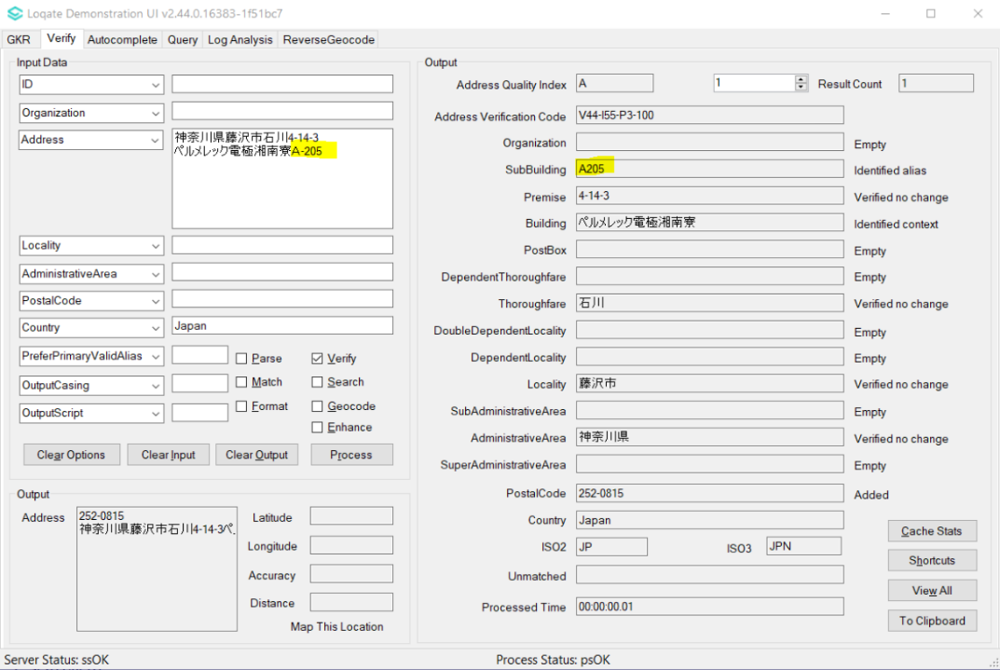 Loqate Demonstration UI v2.44.0.16383-1f51bc7
GKR Verify Autocomplete Query Log Analysis ReverseGeocode
Input Data
ID
Organization
Address
神奈川県藤沢市石川4-14-3
ペルメレック電極湘南寮A-205
Locality
AdministrativeArea
PostalCode
Country Japan
PreferPrimaryValidAlias Parse Verify
OutputCasing Match Search
OutputScript Format Geocode
Enhance
Clear Options Clear Input Clear Output Process
Output
Address
252-0815
神奈川県藤沢市石川4-14-3ペ
Latitude
Longitude
Accuracy
Distance
Map This Location
Output
Address Quality Index A 1 Result Count 1
Address Verification Code V44-I55-P3-100
Organization Empty
SubBuilding A205 Identified alias
Premise 4-14-3 Verified no change
Building ペルメレック電極湘南寮 Identified context
PostBox Empty
DependentThoroughfare Empty
Thoroughfare 石川 Verified no change
DoubleDependentLocality Empty
DependentLocality Empty
Locality 藤沢市 Verified no change
SubAdministrativeArea Empty
AdministrativeArea 神奈川県 Verified no change
SuperAdministrativeArea Empty
PostalCode 252-0815 Added
Country Japan
ISO2 JP ISO3 JPN
Unmatched
Processed Time 00:00:00.01
Cache Stats
Shortcuts
View All
To Clipboard
Server Status: ssOK Process Status: psOK